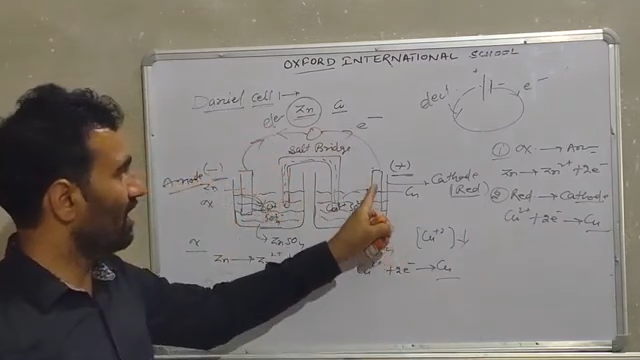 OXFORD INTERNATIONAL SCHOOL
Daniel Cell
Zn
Cu
e⁻
Salt Bridge
Anode (-)
Zn
ox
(+)
Cu
Cathode
(Red)
SO₄
ZnSO₄
[Cu⁺²]↓
Zn → Zn²⁺
+ 2e⁻ → Cu
+ -
e⁻
① Ox →
Zn → Zn²⁺ + 2e⁻
② Red → Cathode
Cu²⁺ + 2e⁻ → Cu